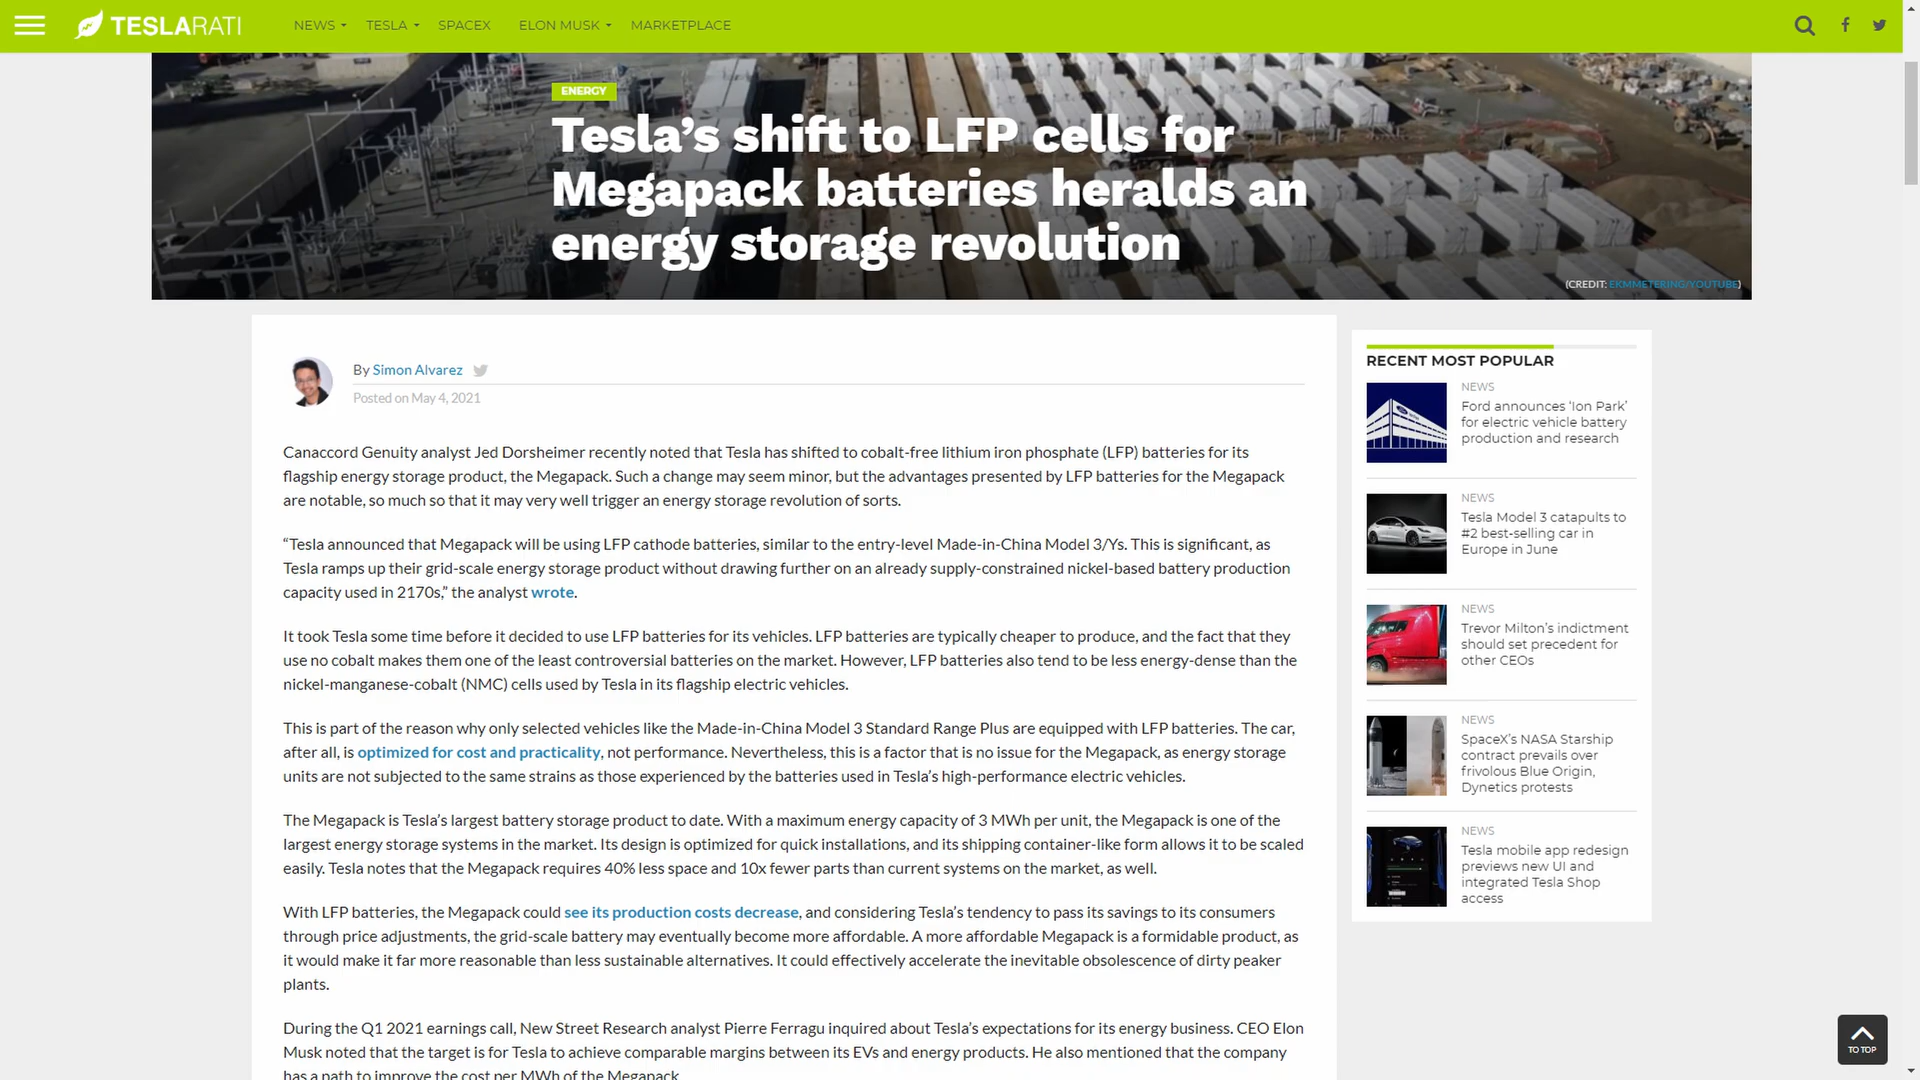 TESLARATI
NEWS TESLA SPACEX ELON MUSK MARKETPLACE
ENERGY
Tesla’s shift to LFP cells for
Megapack batteries heralds an
energy storage revolution
(CREDIT: EKMMETERING/YOUTUBE)
By Simon Alvarez
Posted on May 4, 2021
Canaccord Genuity analyst Jed Dorsheimer recently noted that Tesla has shifted to cobalt-free lithium iron phosphate (LFP) batteries for its
flagship energy storage product, the Megapack. Such a change may seem minor, but the advantages presented by LFP batteries for the Megapack
are notable, so much so that it may very well trigger an energy storage revolution of sorts.
“Tesla announced that Megapack will be using LFP cathode batteries, similar to the entry-level Made-in-China Model 3/Ys. This is significant, as
Tesla ramps up their grid-scale energy storage product without drawing further on an already supply-constrained nickel-based battery production
capacity used in 2170s,” the analyst wrote.
It took Tesla some time before it decided to use LFP batteries for its vehicles. LFP batteries are typically cheaper to produce, and the fact that they
use no cobalt makes them one of the least controversial batteries on the market. However, LFP batteries also tend to be less energy-dense than the
nickel-manganese-cobalt (NMC) cells used by Tesla in its flagship electric vehicles.
This is part of the reason why only selected vehicles like the Made-in-China Model 3 Standard Range Plus are equipped with LFP batteries. The car,
after all, is optimized for cost and practicality, not performance. Nevertheless, this is a factor that is no issue for the Megapack, as energy storage
units are not subjected to the same strains as those experienced by the batteries used in Tesla’s high-performance electric vehicles.
The Megapack is Tesla’s largest battery storage product to date. With a maximum energy capacity of 3 MWh per unit, the Megapack is one of the
largest energy storage systems in the market. Its design is optimized for quick installations, and its shipping container-like form allows it to be scaled
easily. Tesla notes that the Megapack requires 40% less space and 10x fewer parts than current systems on the market, as well.
With LFP batteries, the Megapack could see its production costs decrease, and considering Tesla’s tendency to pass its savings to its consumers
through price adjustments, the grid-scale battery may eventually become more affordable. A more affordable Megapack is a formidable product, as
it would make it far more reasonable than less sustainable alternatives. It could effectively accelerate the inevitable obsolescence of dirty peaker
plants.
During the Q1 2021 earnings call, New Street Research analyst Pierre Ferragu inquired about Tesla’s expectations for its energy business. CEO Elon
Musk noted that the target is for Tesla to achieve comparable margins between its EVs and energy products. He also mentioned that the company
has a path to improve the cost per MWh of the Megapack.
RECENT MOST POPULAR
NEWS
Ford announces ‘Ion Park’
for electric vehicle battery
production and research
NEWS
Tesla Model 3 catapults to
#2 best-selling car in
Europe in June
NEWS
Trevor Milton’s indictment
should set precedent for
other CEOs
NEWS
SpaceX’s NASA Starship
contract prevails over
frivolous Blue Origin,
Dynetics protests
NEWS
Tesla mobile app redesign
previews new UI and
integrated Tesla Shop
access
TO TOP